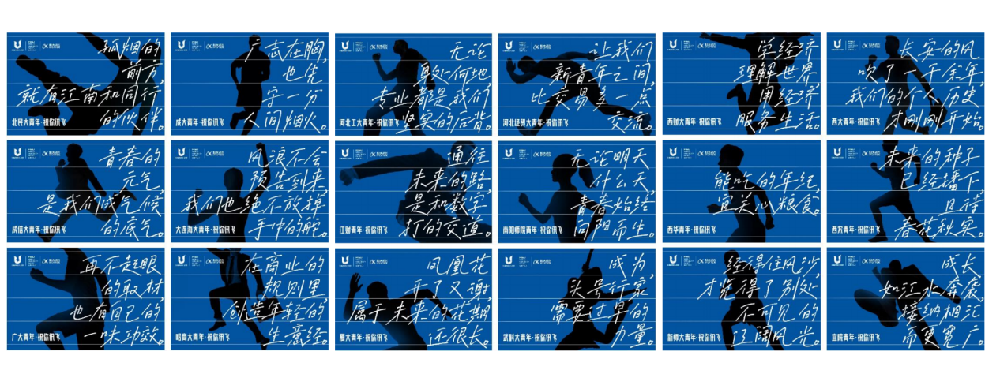 孤烟的
前方,
就有江南和同行
的伙伴。
北民大青年·祝你讯飞
广志在胸,
也先
守一分
人间烟火。
成大青年·祝你讯飞
无论
取处何地,
专业都是我们
坚实的后背。
河北工大青年·祝你讯飞
让我们
新青年之间,
比交易多一点
交流。
河北经贸大青年·祝你讯飞
学经济
理解世界,
用经济
服务生活。
西财大青年·祝你讯飞
长安的风
吹了一千余年,
我们的个人历史
才刚刚开始。
西大青年·祝你讯飞
青春的
元气,
是我们成气候
的底气。
成信大青年·祝你讯飞
风浪不会
预告到来
我们也绝不放掉
手中的舵。
大连海大青年·祝你讯飞
通往
未来的路,
是和数字
打的交道。
江财大青年·祝你讯飞
无论明天
什么天,
青春始终
向阳而生。
南阳师院青年·祝你讯飞
能吃的年纪,
宜关心粮食。
西华青年·祝你讯飞
未来的种子
已经播下,
且待
春花秋实。
西农青年·祝你讯飞
再不起眼
的取材,
也有自己的
一味功效。
广大青年·祝你讯飞
在商业的
规则里
创造年轻的
生意经。
哈商大青年·祝你讯飞
凤凰花
开了又谢,
属于未来的花期
还很长。
厦大青年·祝你讯飞
成为
头号行家,
需要过早的
力量。
武科大青年·祝你讯飞
经得住风沙,
才览得了别处
不可见的
辽阔风光。
新师大青年·祝你讯飞
成长
如江水奔袭,
接纳相汇
而更宽广。
宜院青年·祝你讯飞